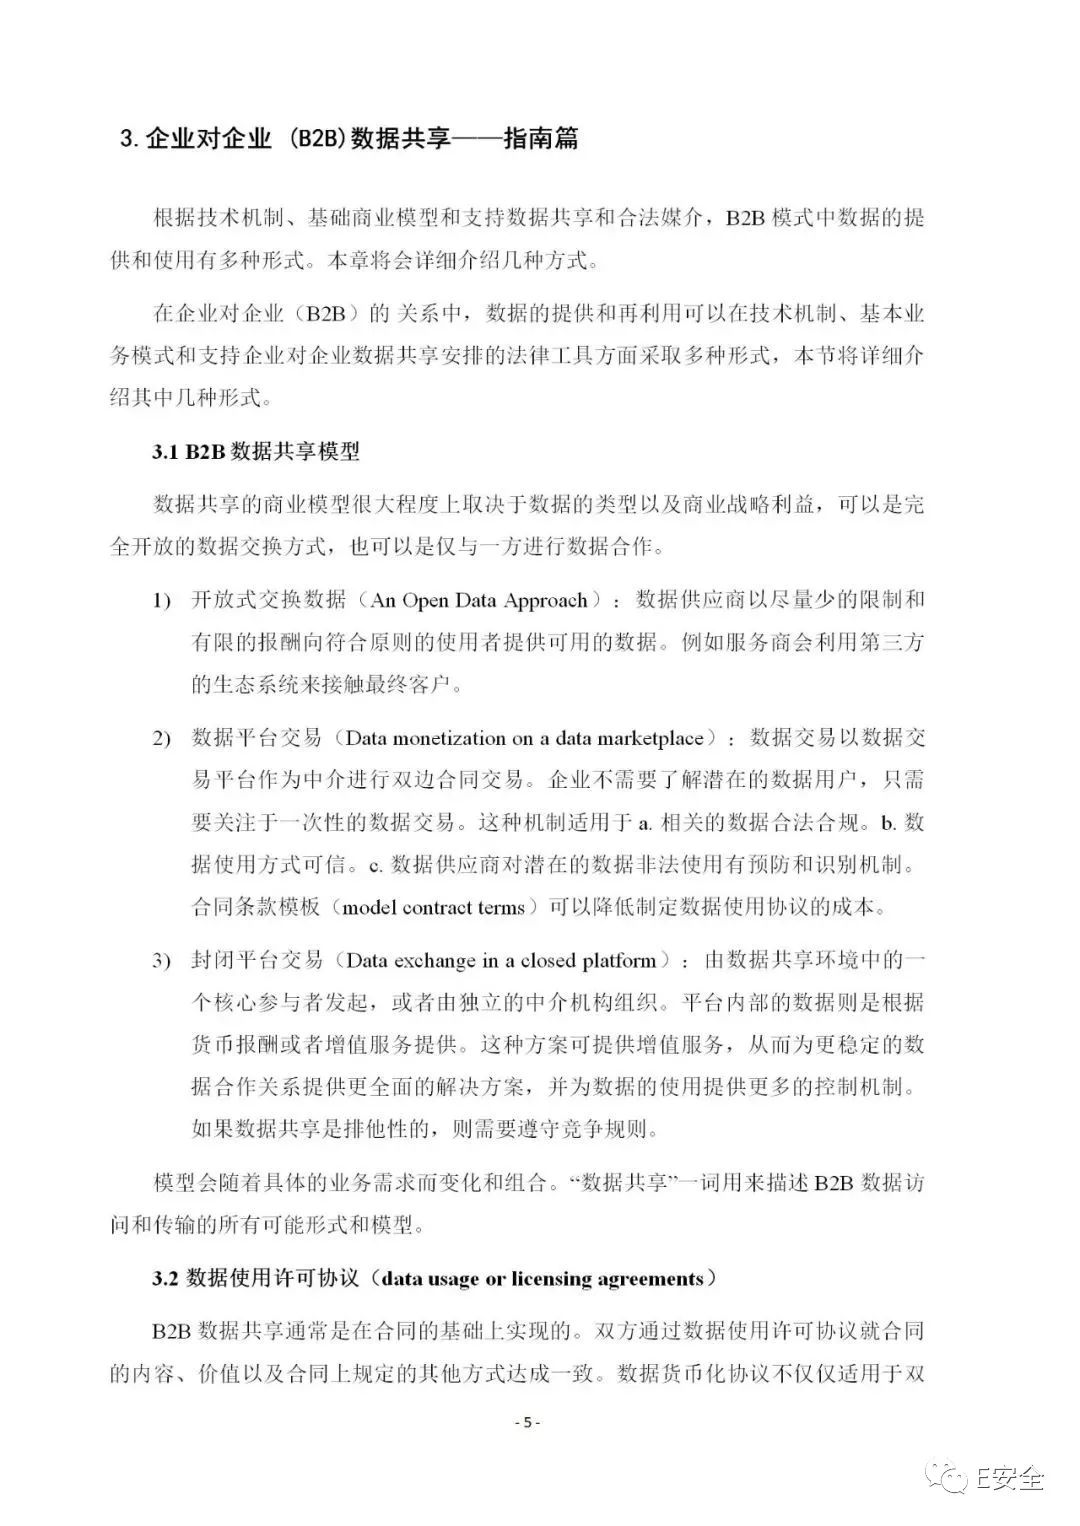 3. 企业对企业 (B2B)数据共享——指南篇
根据技术机制、基础商业模型和支持数据共享和合法媒介，B2B 模式中数据的提
供和使用有多种形式。本章将会详细介绍几种方式。
在企业对企业（B2B）的 关系中，数据的提供和再利用可以在技术机制、基本业
务模式和支持企业对企业数据共享安排的法律工具方面采取多种形式，本节将详细介
绍其中几种形式。
3.1 B2B 数据共享模型
数据共享的商业模型很大程度上取决于数据的类型以及商业战略利益，可以是完
全开放的数据交换方式，也可以是仅与一方进行数据合作。
1) 开放式交换数据（An Open Data Approach）：数据供应商以尽量少的限制和
有限的报酬向符合原则的使用者提供可用的数据。例如服务商会利用第三方
的生态系统来接触最终客户。
2) 数据平台交易（Data monetization on a data marketplace）：数据交易以数据交
易平台作为中介进行双边合同交易。企业不需要了解潜在的数据用户，只需
要关注于一次性的数据交易。这种机制适用于 a. 相关的数据合法合规。b. 数
据使用方式可信。c. 数据供应商对潜在的数据非法使用有预防和识别机制。
合同条款模板（model contract terms）可以降低制定数据使用协议的成本。
3) 封闭平台交易（Data exchange in a closed platform）：由数据共享环境中的一
个核心参与者发起，或者由独立的中介机构组织。平台内部的数据则是根据
货币报酬或者增值服务提供。这种方案可提供增值服务，从而为更稳定的数
据合作关系提供更全面的解决方案，并为数据的使用提供更多的控制机制。
如果数据共享是排他性的，则需要遵守竞争规则。
模型会随着具体的业务需求而变化和组合。“数据共享”一词用来描述 B2B 数据访
问和传输的所有可能形式和模型。
3.2 数据使用许可协议（data usage or licensing agreements）
B2B 数据共享通常是在合同的基础上实现的。双方通过数据使用许可协议就合同
的内容、价值以及合同上规定的其他方式达成一致。数据货币化协议不仅仅适用于双
- 5 -
E安全